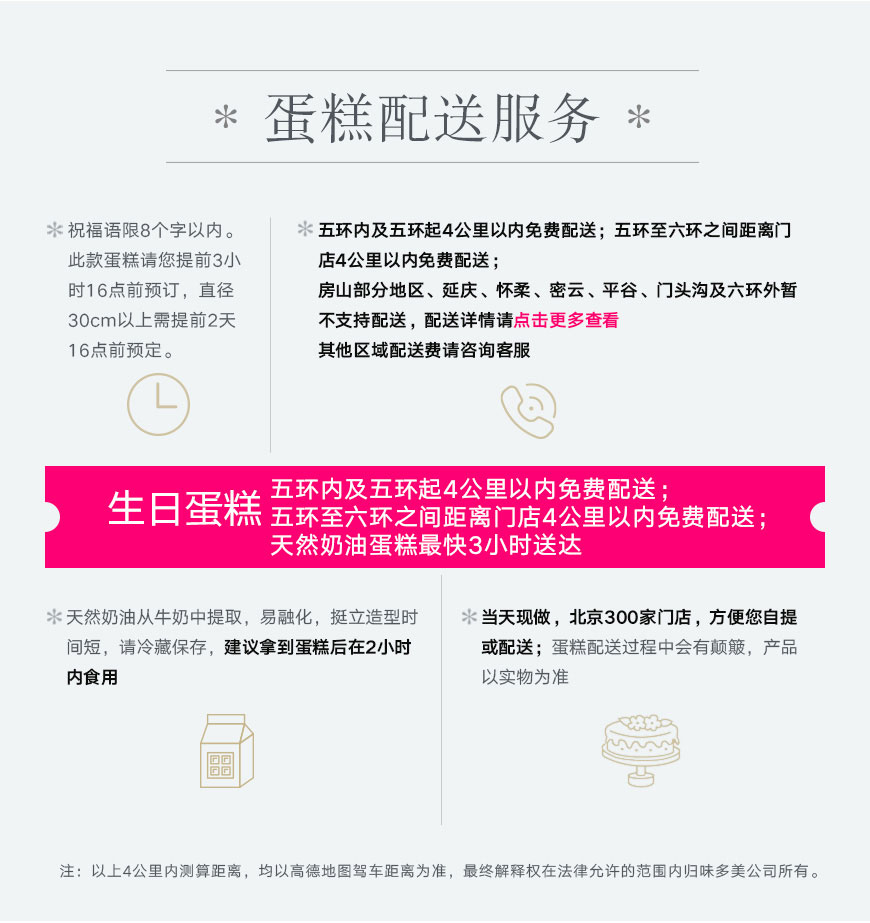 * 蛋糕配送服务 *
* 祝福语限8个字以内。
此款蛋糕请您提前3小
时16点前预订，直径
30cm以上需提前2天
16点前预定。
* 五环内及五环起4公里以内免费配送；五环至六环之间距离门
店4公里以内免费配送；
房山部分地区、延庆、怀柔、密云、平谷、门头沟及六环外暂
不支持配送，配送详情请点击更多查看
其他区域配送费请咨询客服
生日蛋糕
五环内及五环起4公里以内免费配送；
五环至六环之间距离门店4公里以内免费配送；
天然奶油蛋糕最快3小时送达
* 天然奶油从牛奶中提取，易融化，挺立造型时
间短，请冷藏保存，建议拿到蛋糕后在2小时
内食用
* 当天现做，北京300家门店，方便您自提
或配送；蛋糕配送过程中会有颠簸，产品
以实物为准
注：以上4公里内测算距离，均以高德地图驾车距离为准，最终解释权在法律允许的范围内归味多美公司所有。